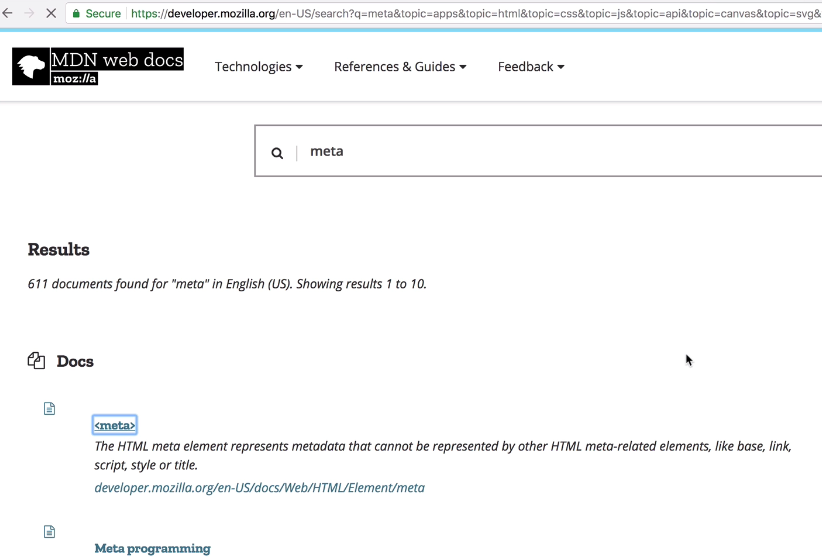 Secure https://developer.mozilla.org/en-US/search?q=meta&topic=apps&topic=html&topic=css&topic=js&topic=api&topic=canvas&topic=svg&
MDN web docs
moz://a
Technologies References & Guides Feedback
meta
Results
611 documents found for "meta" in English (US). Showing results 1 to 10.
Docs
<meta>
The HTML meta element represents metadata that cannot be represented by other HTML meta-related elements, like base, link,
script, style or title.
developer.mozilla.org/en-US/docs/Web/HTML/Element/meta
Meta programming